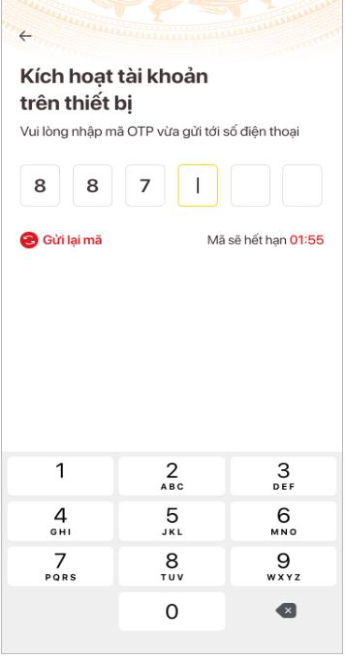 Kích hoạt tài khoản
trên thiết bị
Vui lòng nhập mã OTP vừa gửi tới số điện thoại
8 8 7
Gửi lại mã Mã sẽ hết hạn 01:55
1 2 3
ABC DEF
4 5 6
GHI JKL MNO
7 8 9
PQRS TUV WXYZ
0